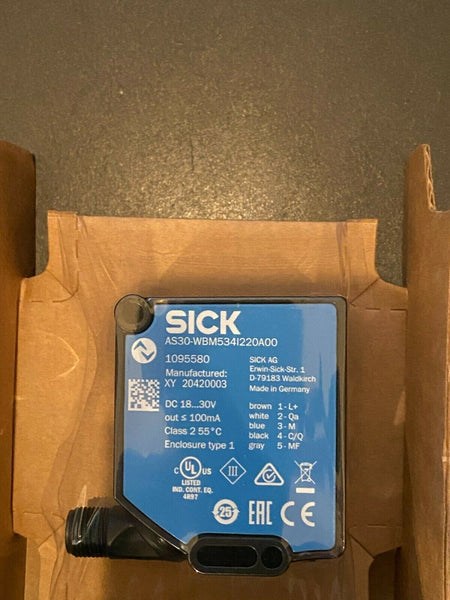 SICK
AS30-WBM534I220A00
1095580
Manufactured:
XY 20420003
DC 18...30V
out ≤ 100mA
Class 2 55°C
Enclosure type 1
SICK AG
Erwin-Sick-Str. 1
D-79183 Waldkirch
Made in Germany
brown 1 - L+
white 2 - Qa
blue 3 - M
black 4 - C/Q
gray 5 - MF
C UL US
LISTED
IND. CONT. EQ.
4R97
III
25
EAC
CE